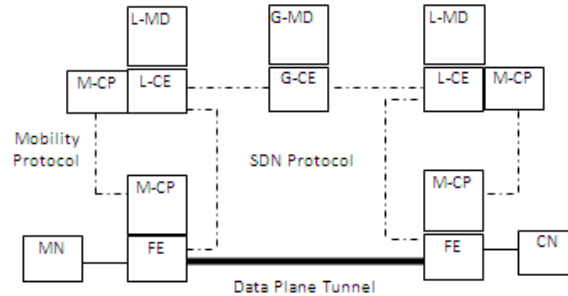 L-MD
G-MD
L-MD
M-CP
L-CE
G-CE
L-CE
M-CP
Mobility
Protocol
SDN Protocol
M-CP
M-CP
MN
FE
FE
CN
Data Plane Tunnel